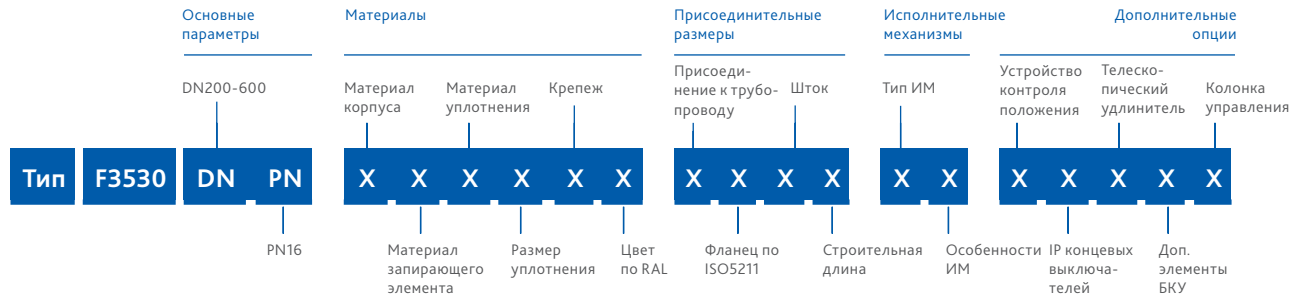 Основные
параметры
Материалы
Присоединительные
размеры
Исполнительные
механизмы
Дополнительные
опции
DN200-600
Материал
корпуса
Материал
уплотнения
Крепеж
Присоеди-
нение к трубо-
проводу
Шток
Тип ИМ
Устройство
контроля
положения
Телеско-
пический
удлинитель
Колонка
управления
Тип F3530 DN PN X X X X X X X X X X X X X X X X X
PN16
Материал
запирающего
элемента
Размер
уплотнения
Цвет
по RAL
Фланец по
ISO5211
Строительная
длина
Особенности
ИМ
IP концевых
выключа-
телей
Доп.
элементы
БКУ